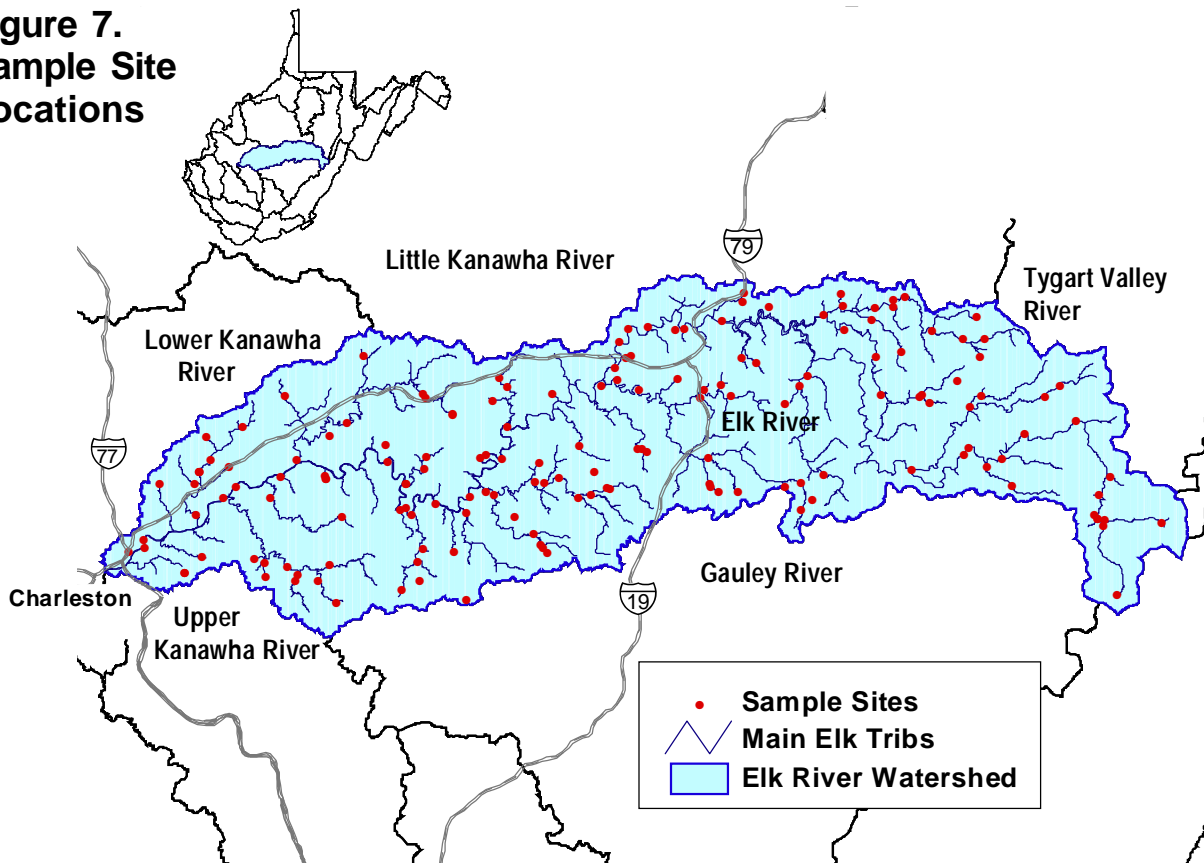 igure 7.
ample Site
ocations
79
Little Kanawha River
Tygart Valley
River
Lower Kanawha
River
77
Elk River
Gauley River
19
Charleston
Upper
Kanawha River
Sample Sites
Main Elk Tribs
Elk River Watershed